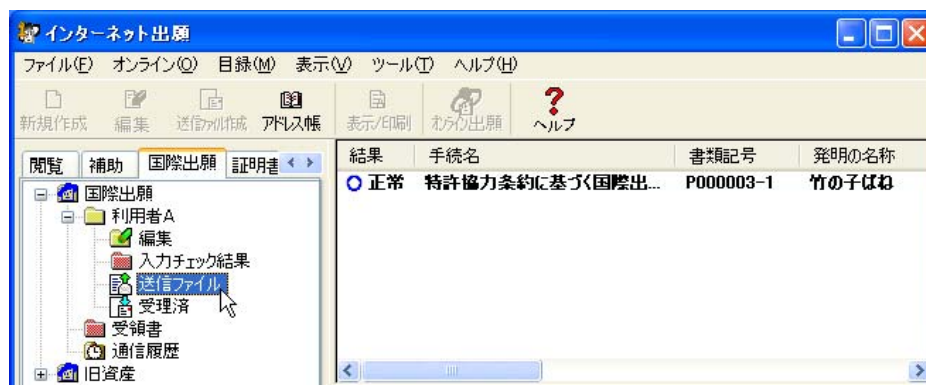 インターネット出願
ファイル(F) オンライン(O) 目録(M) 表示(V) ツール(T) ヘルプ(H)
新規作成 編集 送信ファイル作成 アドレス帳 表示/印刷 オンライン出願 ヘルプ
閲覧 補助 国際出願 証明書
結果 手続名 書類記号 発明の名称
正常 特許協力条約に基づく国際出... P000003-1 竹の子ばね
国際出願
利用者A
編集
入力チェック結果
送信ファイル
受理済
受領書
通信履歴
旧資産